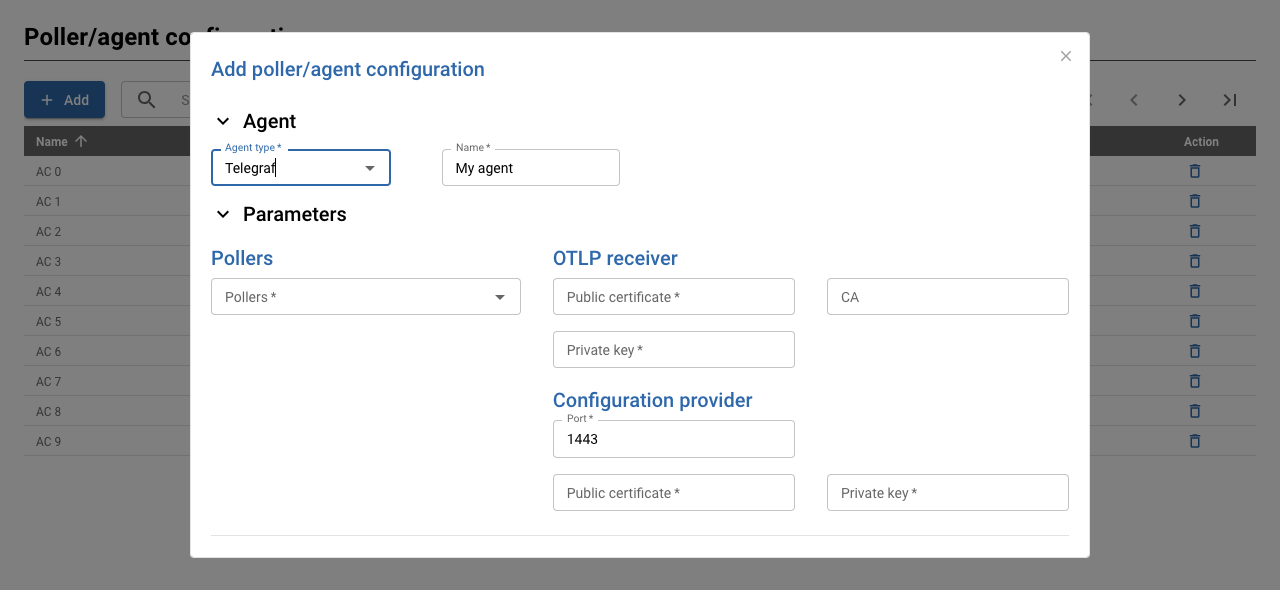 Poller/agent co
Add poller/agent configuration
Add
Name
Action
Agent
Agent type *
Telegraf
Name *
My agent
Parameters
Pollers
Pollers *
OTLP receiver
Public certificate *
CA
Private key *
Configuration provider
Port *
1443
Public certificate *
Private key *
AC 0
AC 1
AC 2
AC 3
AC 4
AC 5
AC 6
AC 7
AC 8
AC 9